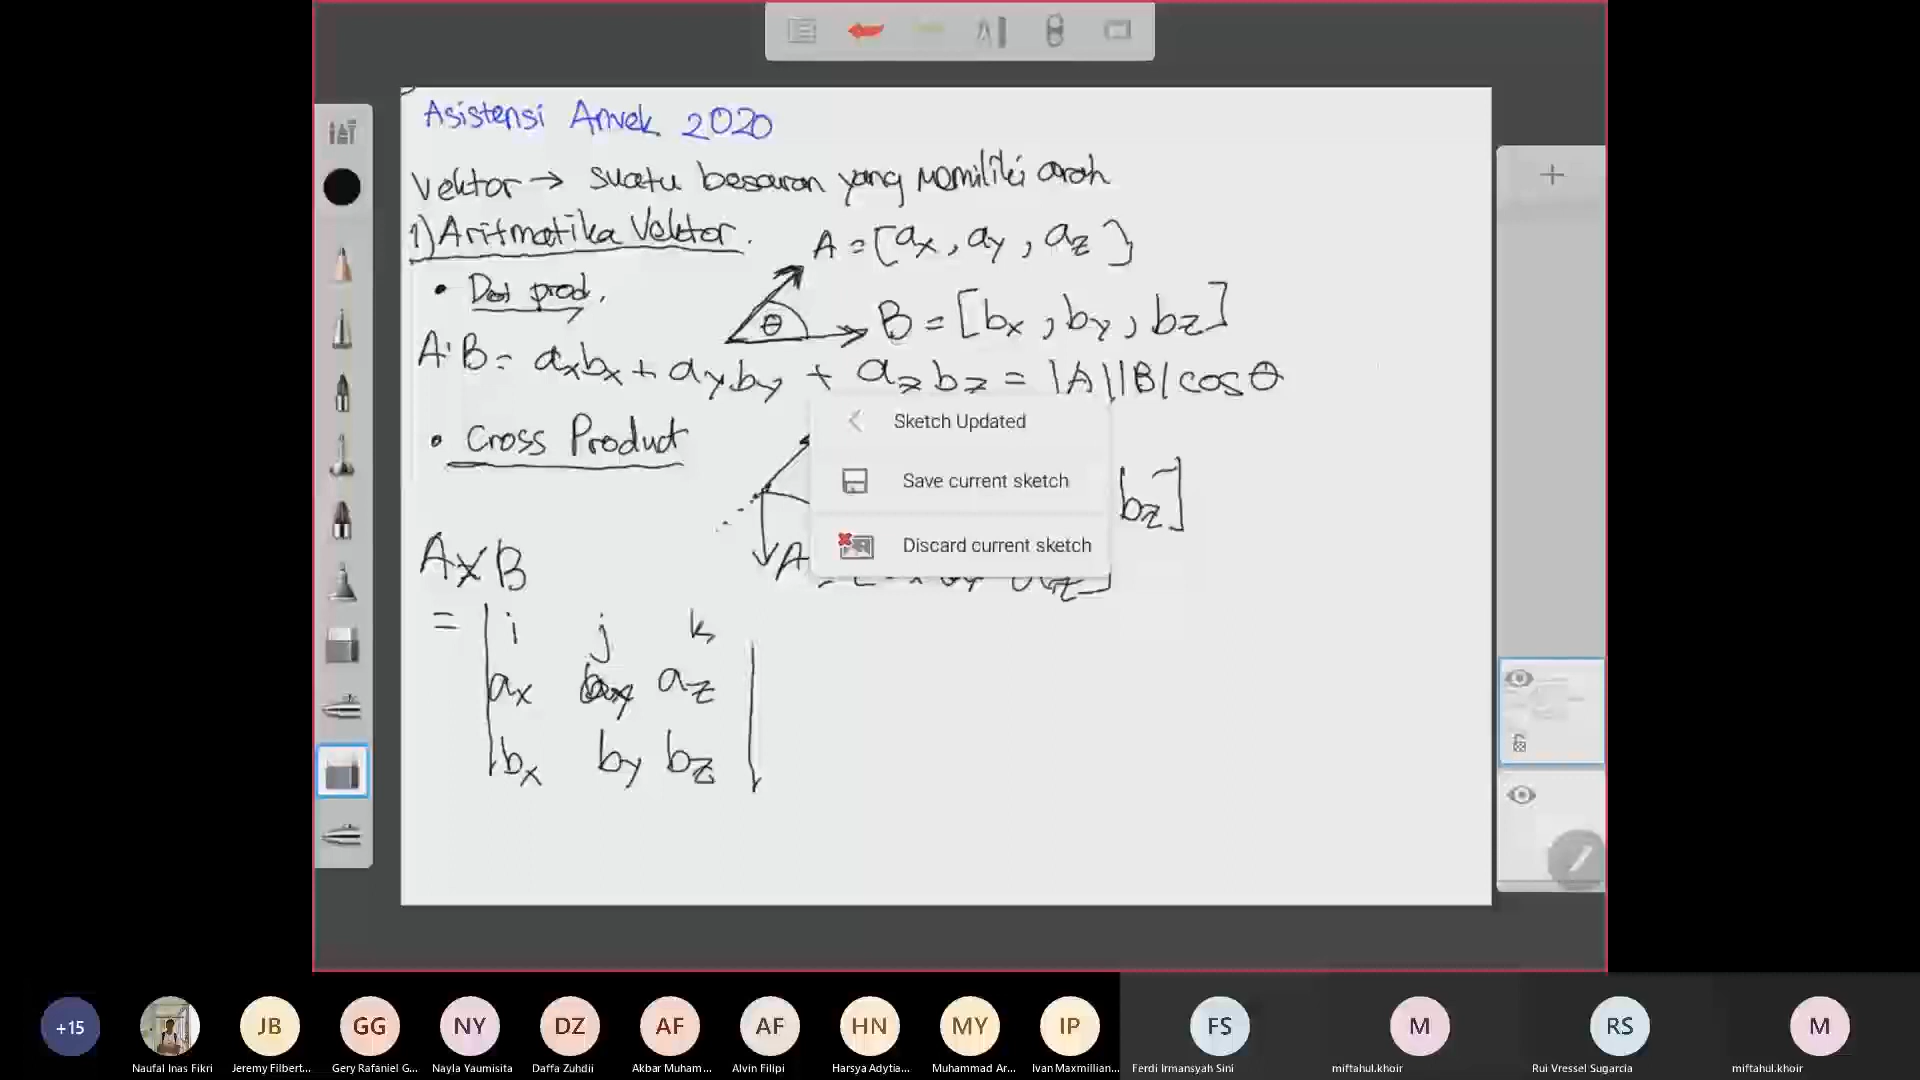 Asistensi Anvek 2020
Vektor → suatu besaran yang memiliki arah
1) Aritmatika Vektor.
A = [ax, ay, az]
• Dot prod.
θ
B = [bx, by, bz]
A·B = axbx + ayby + azbz = |A||B| cos θ
Sketch Updated
• Cross Product
Save current sketch
bz]
Discard current sketch
A
AxB
= | i j k
ax ay az
bx by bz |
+15
JB
GG
NY
DZ
AF
AF
HN
MY
IP
FS
M
RS
M
Naufal Inas Fikri
Jeremy Filbert...
Gery Rafaniel G...
Nayla Yaumisita
Daffa Zuhdii
Akbar Muham...
Alvin Filipi
Harsya Adytia...
Muhammad Ar...
Ivan Maxmillian...
Ferdi Irmansyah Sini
miftahul.khoir
Rui Vressel Sugarcia
miftahul.khoir